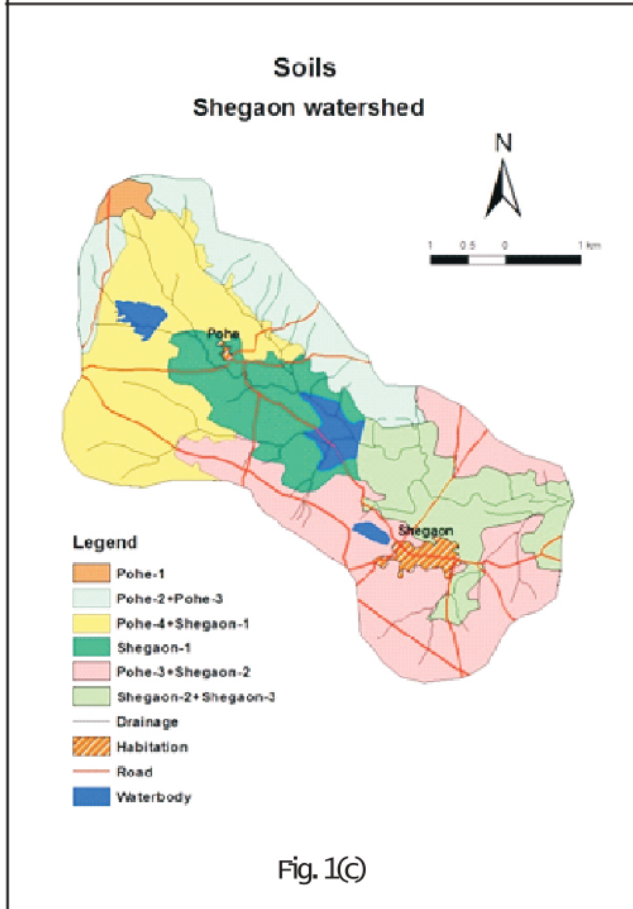 Soils
Shegaon watershed
N
1 0.5 0 1 km
Pohe
Shegaon
Legend
Pohe-1
Pohe-2+Pohe-3
Pohe-4+Shegaon-1
Shegaon-1
Pohe-3+Shegaon-2
Shegaon-2+Shegaon-3
Drainage
Habitation
Road
Waterbody
Fig. 1(c)